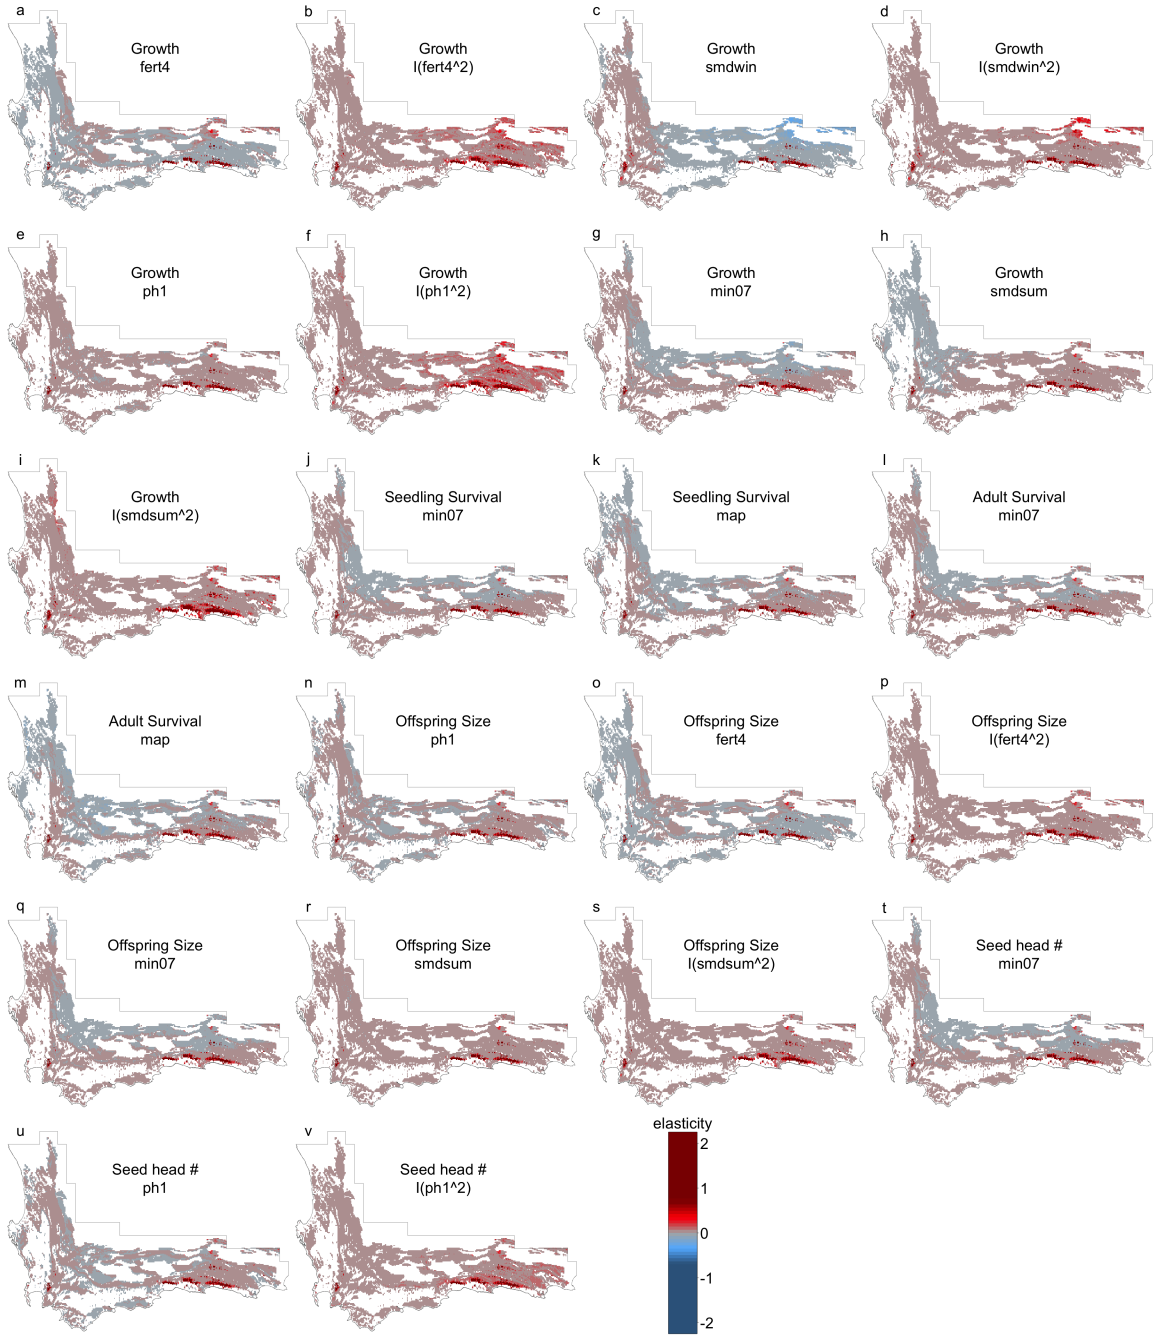 a
Growth
fert4
b
Growth
I(fert4^2)
c
Growth
smdwin
d
Growth
I(smdwin^2)
e
Growth
ph1
f
Growth
I(ph1^2)
g
Growth
min07
h
Growth
smdsum
i
Growth
I(smdsum^2)
j
Seedling Survival
min07
k
Seedling Survival
map
l
Adult Survival
min07
m
Adult Survival
map
n
Offspring Size
ph1
o
Offspring Size
fert4
p
Offspring Size
I(fert4^2)
q
Offspring Size
min07
r
Offspring Size
smdsum
s
Offspring Size
I(smdsum^2)
t
Seed head #
min07
u
Seed head #
ph1
v
Seed head #
I(ph1^2)
elasticity
2
1
0
-1
-2